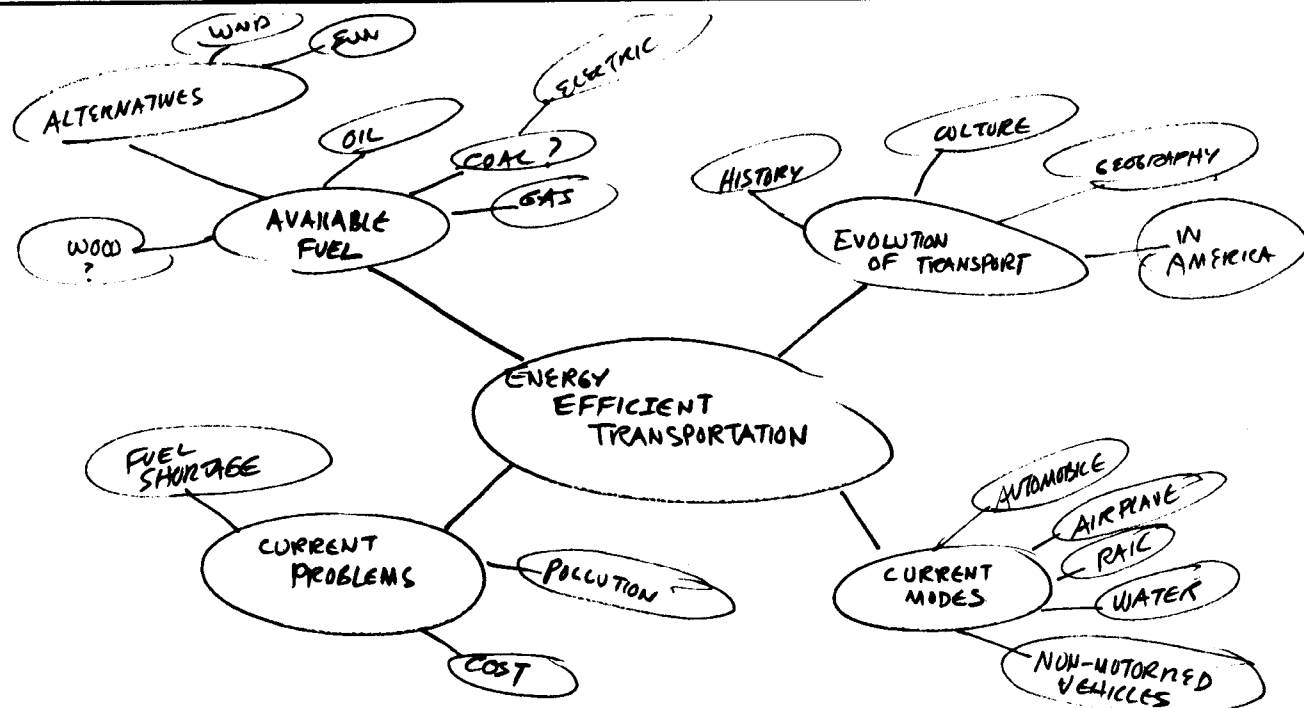 WIND
SUN
ALTERNATIVES
ELECTRIC
OIL
COAL?
GAS
AVAILABLE
FUEL
WOOD
?
HISTORY
CULTURE
GEOGRAPHY
IN
AMERICA
EVOLUTION
OF TRANSPORT
ENERGY
EFFICIENT
TRANSPORTATION
FUEL
SHORTAGE
CURRENT
PROBLEMS
POLLUTION
COST
AUTOMOBILE
AIRPLANE
RAIL
WATER
CURRENT
MODES
NON-MOTORIZED
VEHICLES